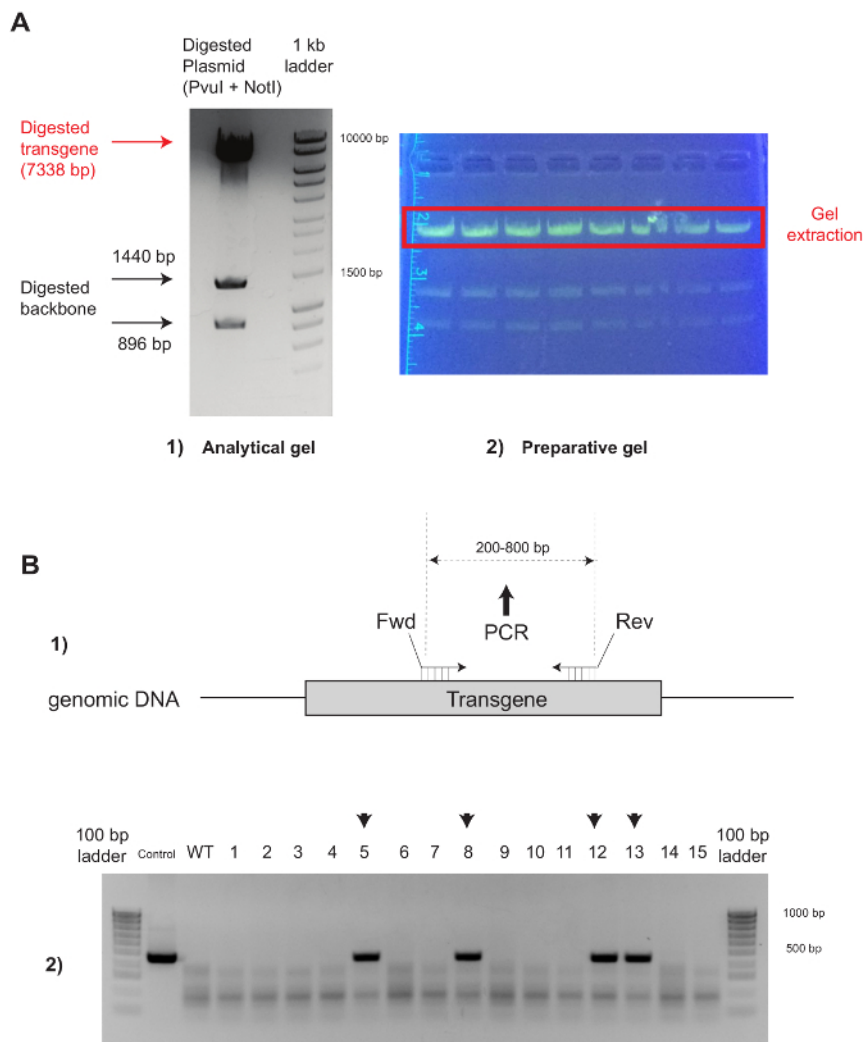 A
Digested
Plasmid
(PvuI + NotI)
1 kb
ladder
Digested
transgene
(7338 bp)
10000 bp
1440 bp
1500 bp
Digested
backbone
896 bp
2
3
4
Gel
extraction
1) Analytical gel
2) Preparative gel
B
200-800 bp
1)
Fwd
PCR
Rev
genomic DNA
Transgene
100 bp
ladder
Control
WT
1
2
3
4
5
6
7
8
9
10
11
12
13
14
15
100 bp
ladder
1000 bp
500 bp
2)